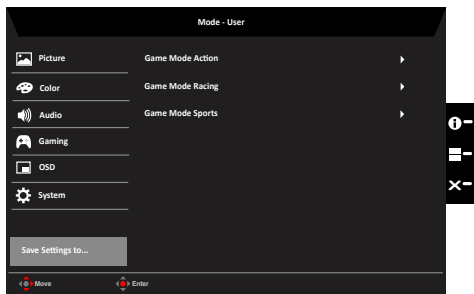 Mode - User
Picture
Game Mode Action
Color
Game Mode Racing
Audio
Game Mode Sports
Gaming
OSD
System
Save Settings to...
Move
Enter